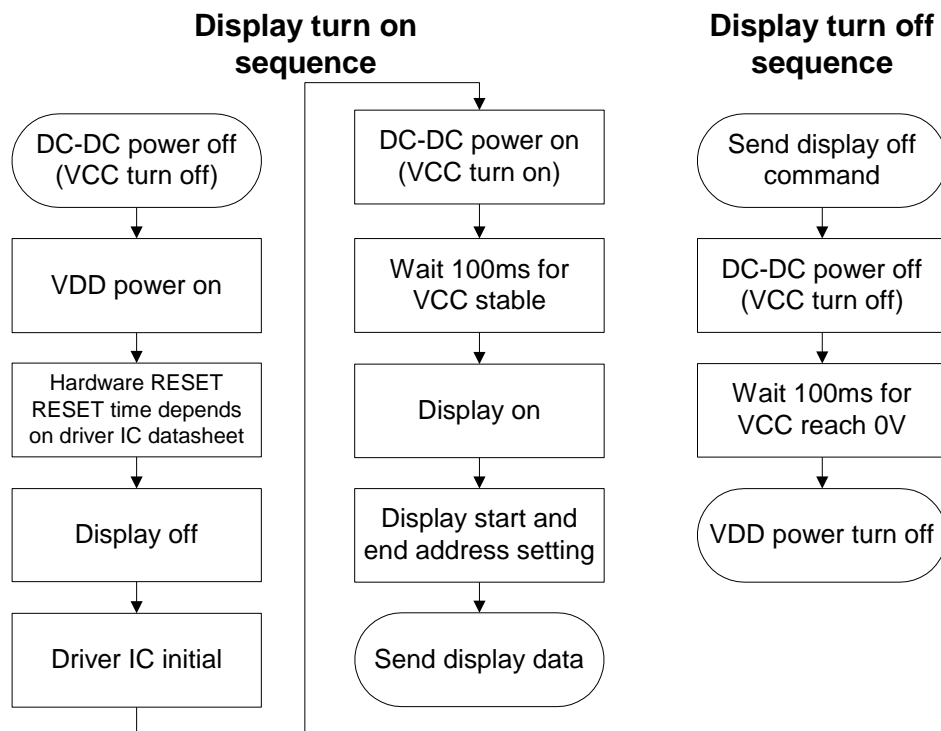 Display turn on
sequence
DC-DC power off
(VCC turn off)
VDD power on
Hardware RESET
RESET time depends
on driver IC datasheet
Display off
Driver IC initial
DC-DC power on
(VCC turn on)
Wait 100ms for
VCC stable
Display on
Display start and
end address setting
Send display data
Display turn off
sequence
Send display off
command
DC-DC power off
(VCC turn off)
Wait 100ms for
VCC reach 0V
VDD power turn off